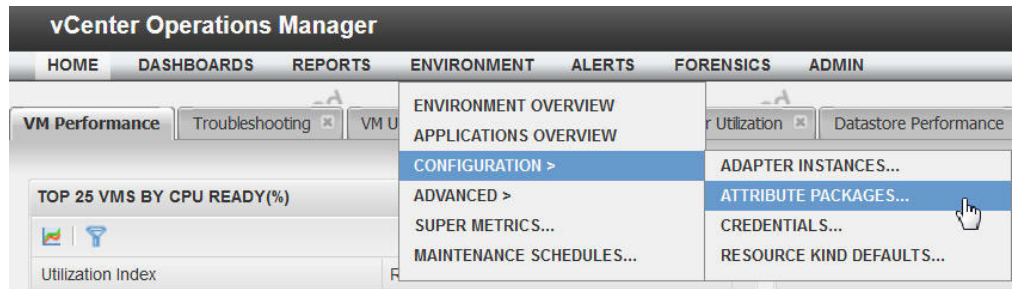 vCenter Operations Manager
HOME DASHBOARDS REPORTS ENVIRONMENT ALERTS FORENSICS ADMIN
VM Performance Troubleshooting VM U r Utilization Datastore Performance
ENVIRONMENT OVERVIEW
APPLICATIONS OVERVIEW
CONFIGURATION > ADAPTER INSTANCES...
TOP 25 VMS BY CPU READY(%) ADVANCED > ATTRIBUTE PACKAGES...
SUPER METRICS... CREDENTIALS...
MAINTENANCE SCHEDULES... RESOURCE KIND DEFAULTS...
Utilization Index R